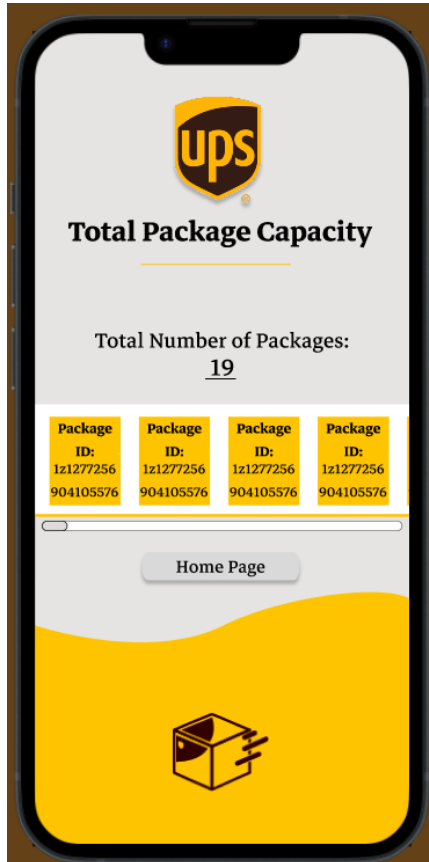 ups
®
Total Package Capacity
Total Number of Packages:
19
Package Package Package Package
ID: ID: ID: ID:
1z1277256 1z1277256 1z1277256 1z1277256
904105576 904105576 904105576 904105576
Home Page